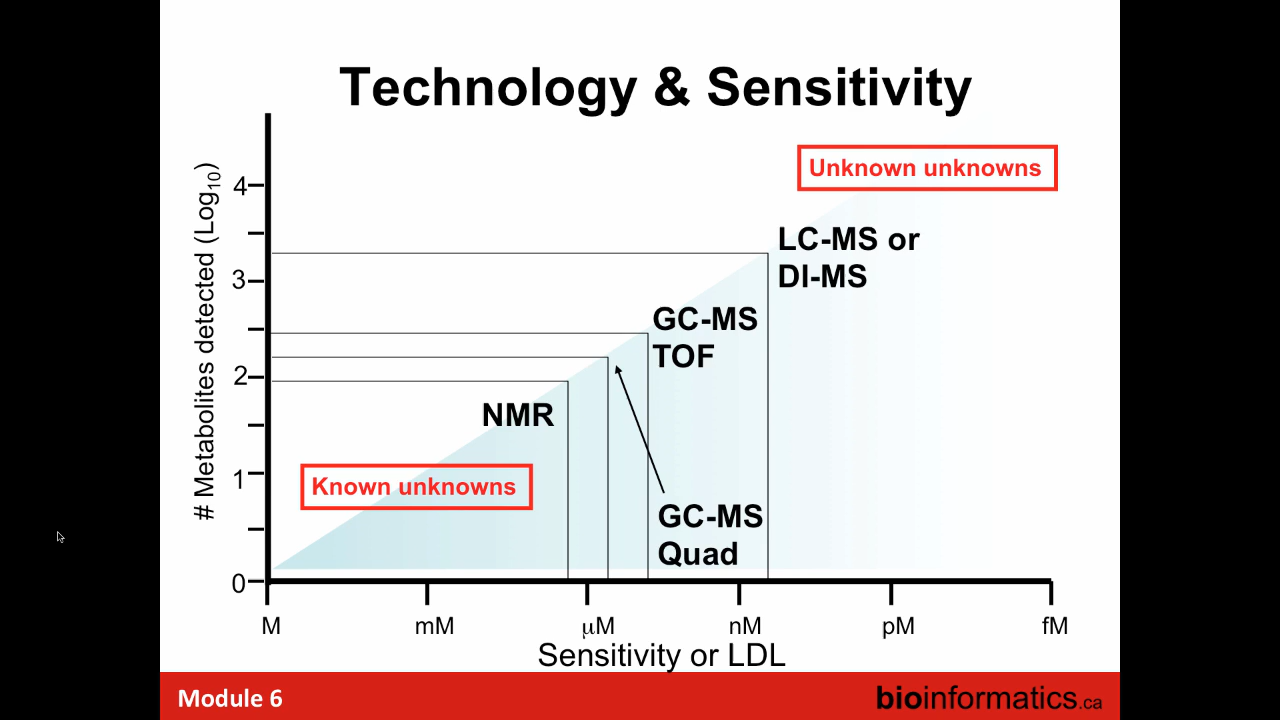 Technology & Sensitivity
Unknown unknowns
# Metabolites detected (Log10)
4
3
2
1
0
LC-MS or
DI-MS
GC-MS
TOF
NMR
Known unknowns
GC-MS
Quad
M mM μM nM pM fM
Sensitivity or LDL
Module 6
bioinformatics.ca